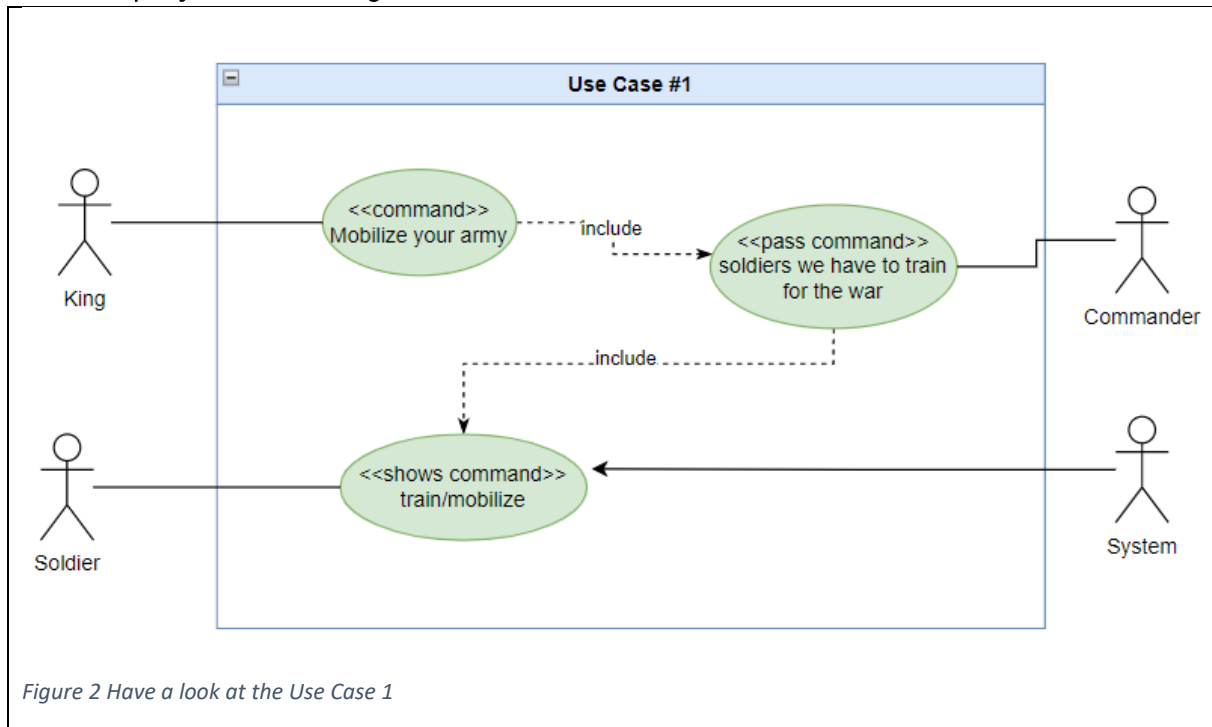 Use Case #1
<<command>>
Mobilize your army
include
<<pass command>>
soldiers we have to train
for the war
King
Commander
include
<<shows command>>
train/mobilize
Soldier
System
Figure 2 Have a look at the Use Case 1